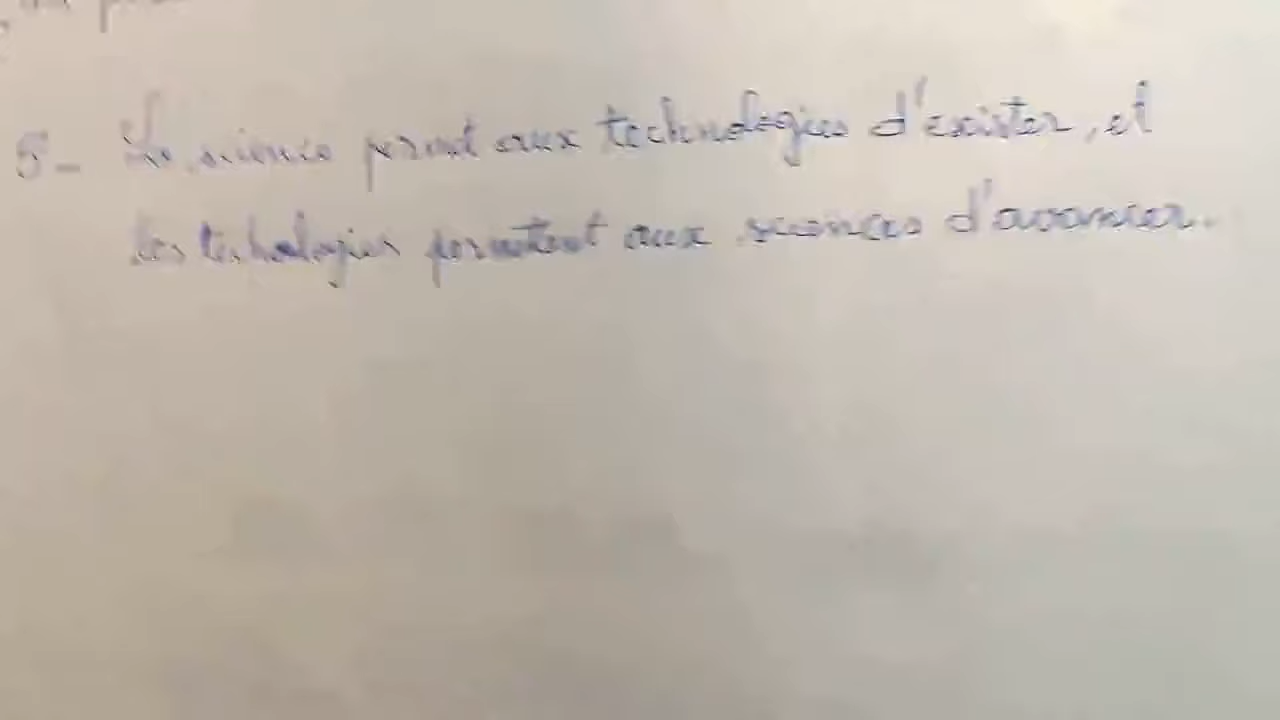 5- La science permet aux technologies d'exister, et
les technologies permettent aux sciences d'avancer.